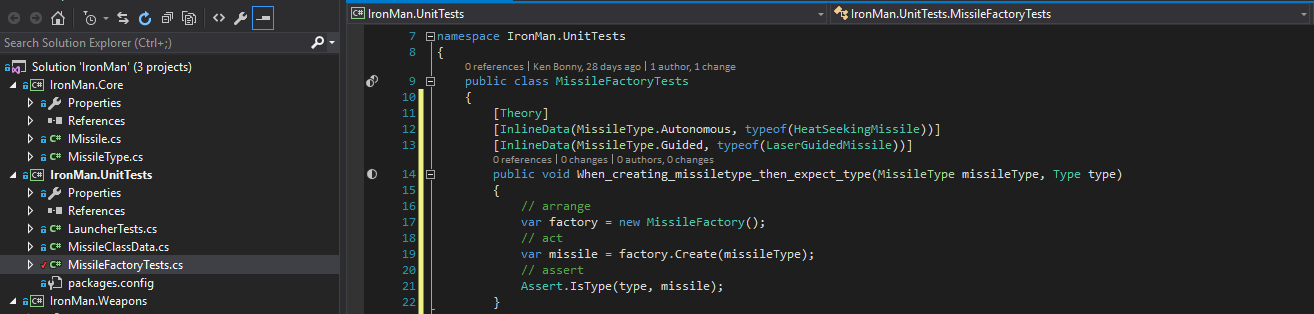 IronMan.UnitTests
IronMan.UnitTests.MissileFactoryTests
Search Solution Explorer (Ctrl+;)
Solution 'IronMan' (3 projects)
C# IronMan.Core
Properties
References
C# IMissile.cs
C# MissileType.cs
C# IronMan.UnitTests
Properties
References
C# LauncherTests.cs
C# MissileClassData.cs
C# MissileFactoryTests.cs
packages.config
C# IronMan.Weapons
7 namespace IronMan.UnitTests
8 {
0 references | Ken Bonny, 28 days ago | 1 author, 1 change
9 public class MissileFactoryTests
10 {
11 [Theory]
12 [InlineData(MissileType.Autonomous, typeof(HeatSeekingMissile))]
13 [InlineData(MissileType.Guided, typeof(LaserGuidedMissile))]
0 references | 0 changes | 0 authors, 0 changes
14 public void When_creating_missiletype_then_expect_type(MissileType missileType, Type type)
15 {
16 // arrange
17 var factory = new MissileFactory();
18 // act
19 var missile = factory.Create(missileType);
20 // assert
21 Assert.IsType(type, missile);
22 }